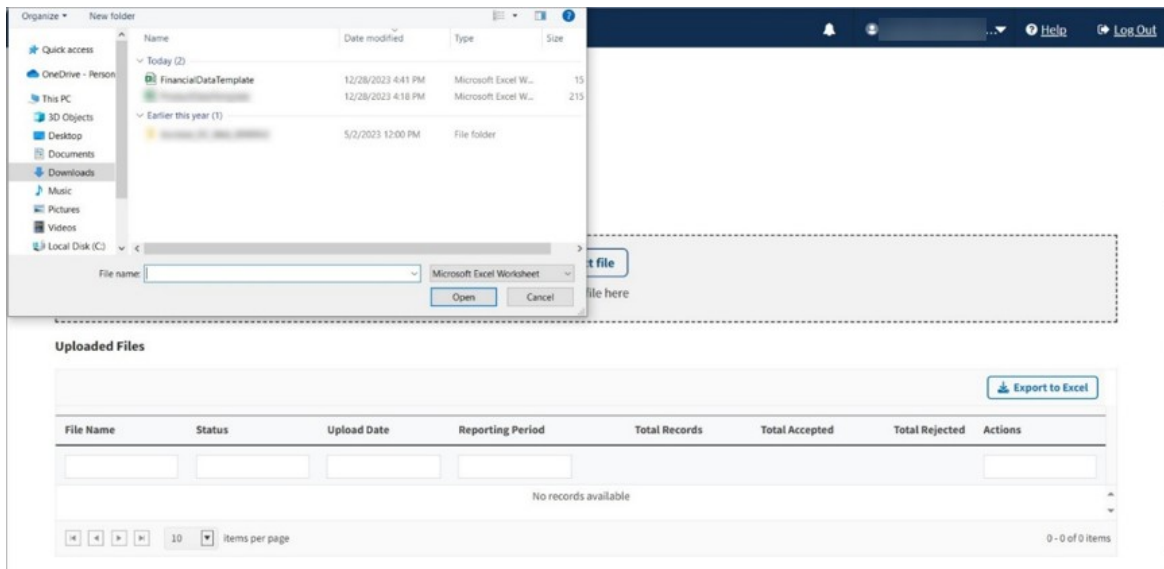 Organize New folder
...▼ Help Log Out
Name Date modified Type Size
Quick access
Today (2)
OneDrive - Person
FinancialDataTemplate 12/28/2023 4:41 PM Microsoft Excel W... 15
12/28/2023 4:18 PM Microsoft Excel W... 215
This PC
Earlier this year (1)
3D Objects
Desktop
5/2/2023 12:00 PM File folder
Documents
Downloads
Music
Pictures
Videos
Local Disk (C:)
t file
File name: Microsoft Excel Worksheet
Open Cancel
file here
Uploaded Files
Export to Excel
File Name Status Upload Date Reporting Period Total Records Total Accepted Total Rejected Actions
No records available
10 items per page 0 - 0 of 0 items